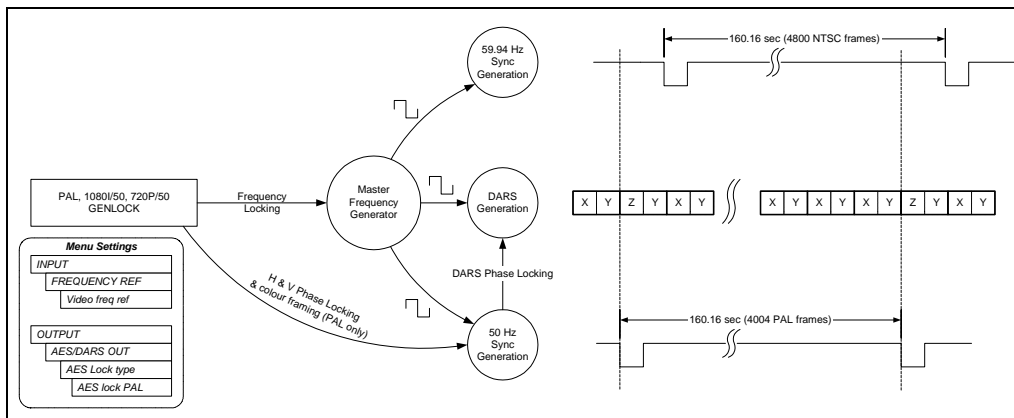 59.94 Hz
Sync
Generation
160.16 sec (4800 NTSC frames)
PAL, 1080I/50, 720P/50
GENLOCK
Frequency
Locking
Master
Frequency
Generator
DARS
Generation
X Y Z Y X Y
X Y X Y X Y Z Y X Y
Menu Settings
INPUT
FREQUENCY REF
Video freq ref
OUTPUT
AES/DARS OUT
AES Lock type
AES lock PAL
H & V Phase Locking
& colour framing (PAL only)
DARS Phase Locking
50 Hz
Sync
Generation
160.16 sec (4004 PAL frames)